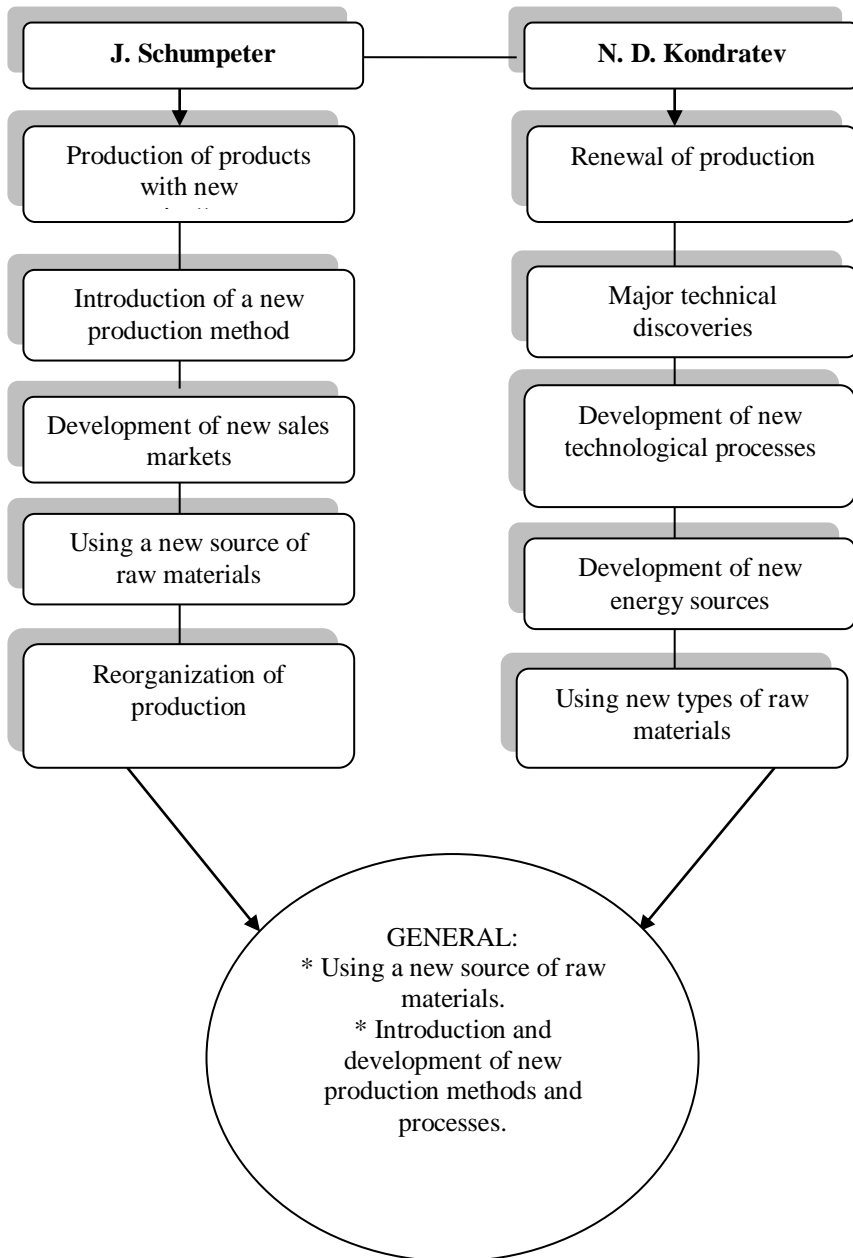 J. Schumpeter
Production of products
with new
Introduction of a new
production method
Development of new sales
markets
Using a new source of
raw materials
Reorganization of
production
N. D. Kondratev
Renewal of production
Major technical
discoveries
Development of new
technological processes
Development of new
energy sources
Using new types of raw
materials
GENERAL:
* Using a new source of raw
materials.
* Introduction and
development of new
production methods and
processes.